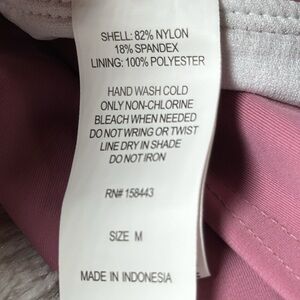 SHELL: 82% NYLON
18% SPANDEX
LINING: 100% POLYESTER
HAND WASH COLD
ONLY NON-CHLORINE
BLEACH WHEN NEEDED
DO NOT WRING OR TWIST
LINE DRY IN SHADE
DO NOT IRON
RN# 158443
SIZE M
MADE IN INDONESIA